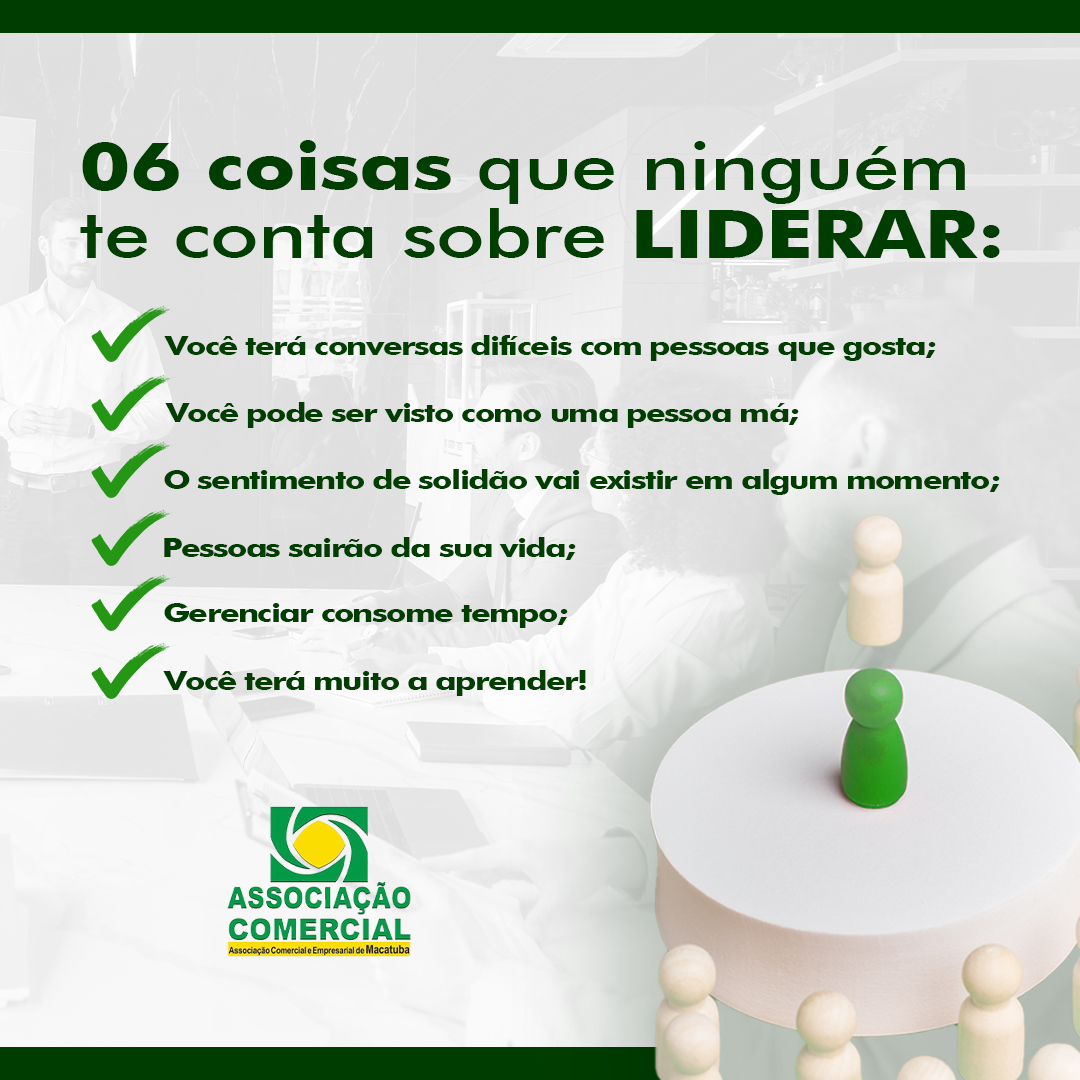 06 coisas que ninguém
te conta sobre LIDERAR:
Você terá conversas difíceis com pessoas que gosta;
Você pode ser visto como uma pessoa má;
O sentimento de solidão vai existir em algum momento;
Pessoas sairão da sua vida;
Gerenciar consome tempo;
Você terá muito a aprender!
ASSOCIAÇÃO
COMERCIAL
Associação Comercial e Empresarial de Macatuba